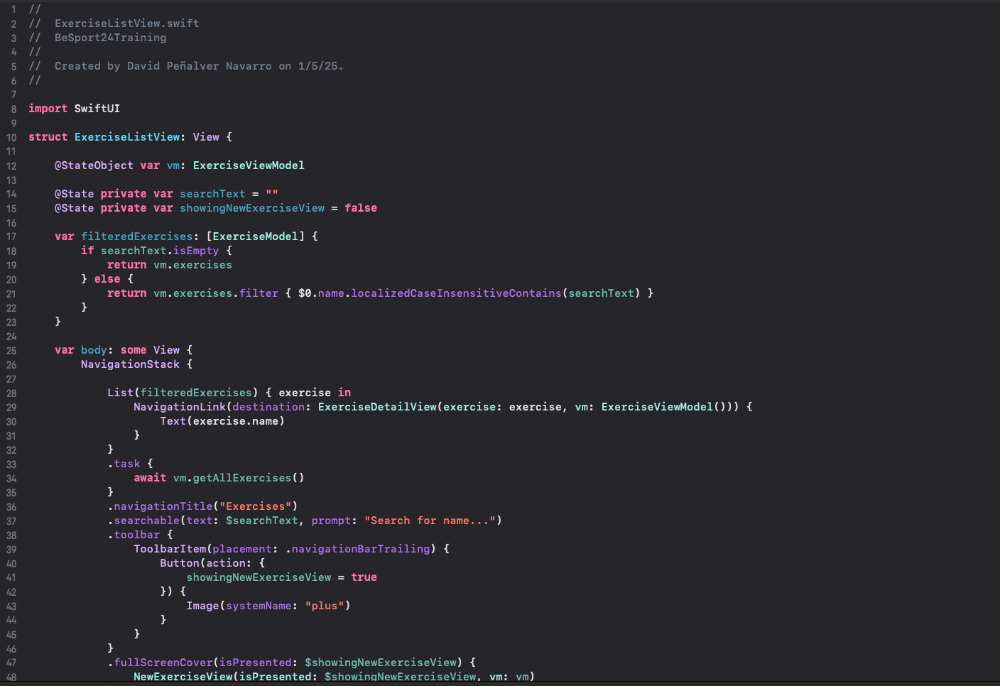 1 //
2 //  ExerciseListView.swift
3 //  BeSport24Training
4 //
5 //  Created by David Peñalver Navarro on 1/5/25.
6 //
7
8 import SwiftUI
9
10 struct ExerciseListView: View {
11
12     @StateObject var vm: ExerciseViewModel
13
14     @State private var searchText = ""
15     @State private var showingNewExerciseView = false
16
17     var filteredExercises: [ExerciseModel] {
18         if searchText.isEmpty {
19             return vm.exercises
20         } else {
21             return vm.exercises.filter { $0.name.localizedCaseInsensitiveContains(searchText) }
22         }
23     }
24
25     var body: some View {
26         NavigationStack {
27
28             List(filteredExercises) { exercise in
29                 NavigationLink(destination: ExerciseDetailView(exercise: exercise, vm: ExerciseViewModel())) {
30                     Text(exercise.name)
31                 }
32             }
33             .task {
34                 await vm.getAllExercises()
35             }
36             .navigationTitle("Exercises")
37             .searchable(text: $searchText, prompt: "Search for name...")
38             .toolbar {
39                 ToolbarItem(placement: .navigationBarTrailing) {
40                     Button(action: {
41                         showingNewExerciseView = true
42                     }) {
43                         Image(systemName: "plus")
44                     }
45                 }
46             }
47             .fullScreenCover(isPresented: $showingNewExerciseView) {
48                 NewExerciseView(isPresented: $showingNewExerciseView, vm: vm)